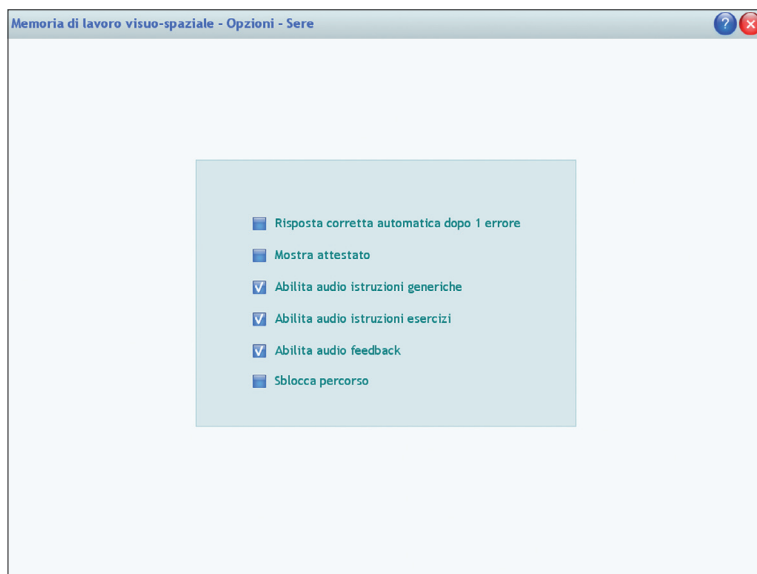 Memoria di lavoro visuo-spaziale - Opzioni - Sere
?
Risposta corretta automatica dopo 1 errore
Mostra attestato
Abilita audio istruzioni generiche
Abilita audio istruzioni esercizi
Abilita audio feedback
Sblocca percorso